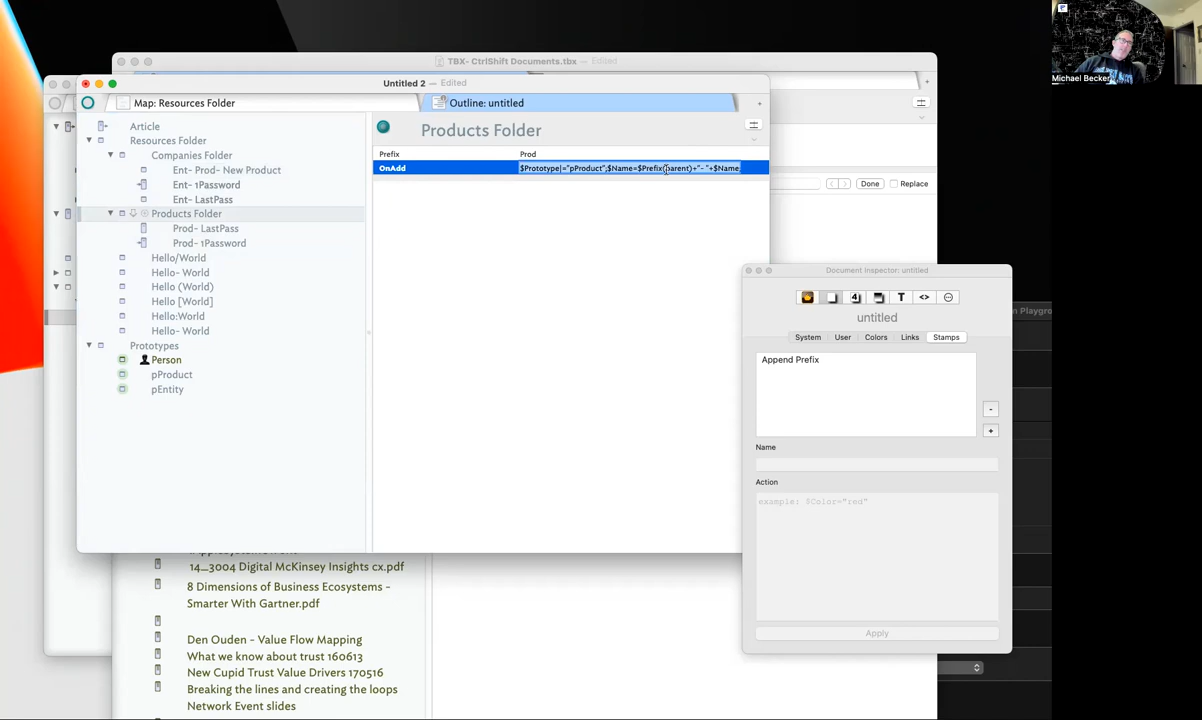 Michael Becker
TBX- CtrlShift Documents.tbx — Edited
Untitled 2 — Edited
Map: Resources Folder
Outline: untitled
Article
Resources Folder
Companies Folder
Ent- Prod- New Product
Ent- 1Password
Ent- LastPass
Products Folder
Prod- LastPass
Prod- 1Password
Hello/World
Hello- World
Hello (World)
Hello [World]
Hello:World
Hello- World
Prototypes
Person
pProduct
pEntity
Products Folder
Prefix
Prod
OnAdd
$Prototype|="pProduct";$Name=$Prefix(parent)+"- "+$Name;
Done
Replace
Document Inspector: untitled
untitled
System
User
Colors
Links
Stamps
Append Prefix
-
+
Name
Action
example: $Color="red"
Apply
n Playgrou
14_3004 Digital McKinsey Insights cx.pdf
8 Dimensions of Business Ecosystems -
Smarter With Gartner.pdf
Den Ouden - Value Flow Mapping
What we know about trust 160613
New Cupid Trust Value Drivers 170516
Breaking the lines and creating the loops
Network Event slides